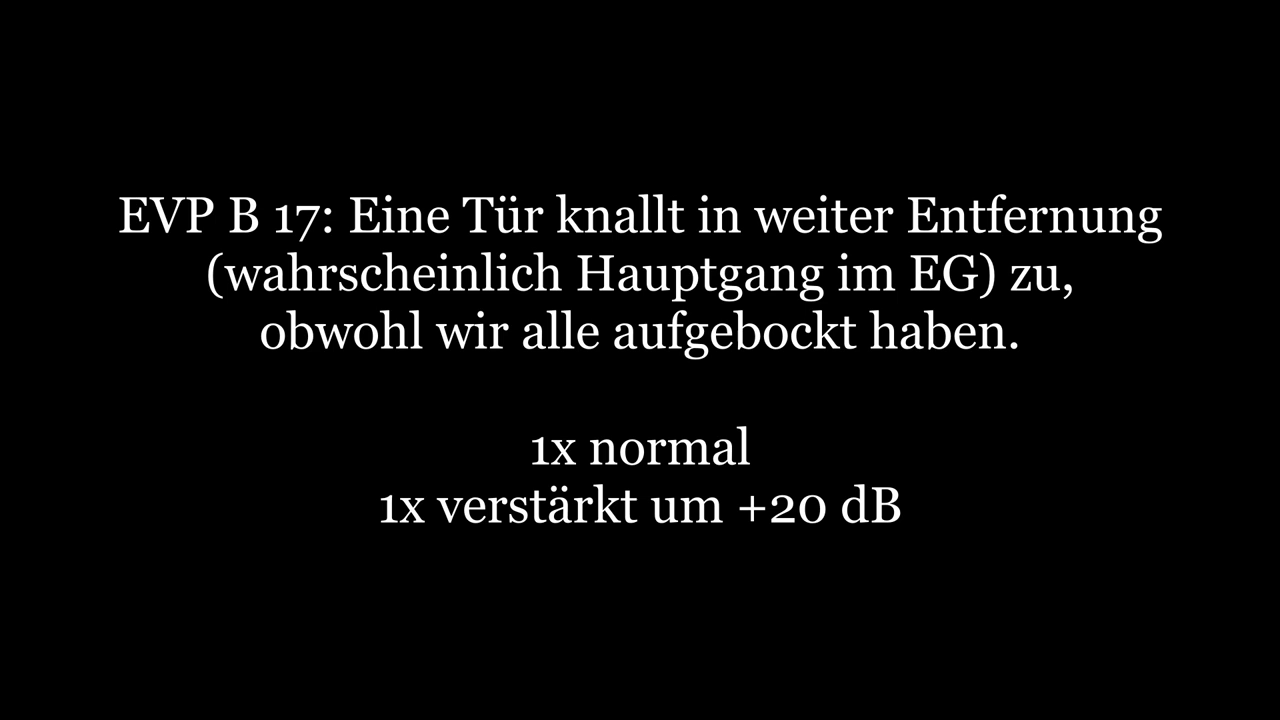 EVP B 17: Eine Tür knallt in weiter Entfernung
(wahrscheinlich Hauptgang im EG) zu,
obwohl wir alle aufgebockt haben.
1x normal
1x verstärkt um +20 dB